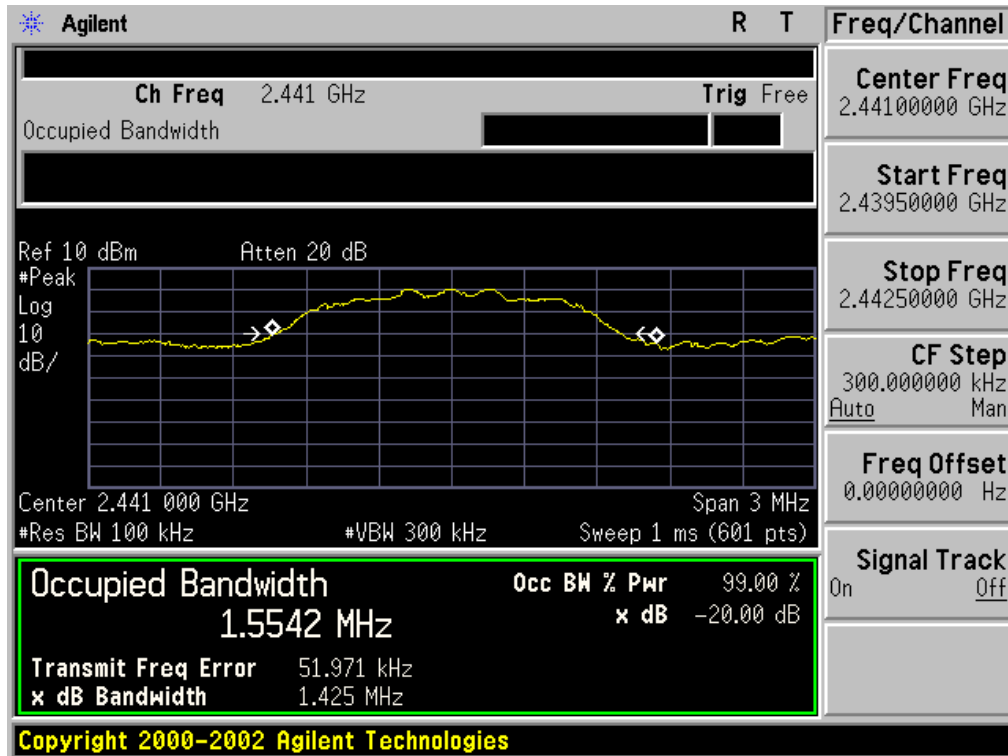 Agilent R T
Ch Freq 2.441 GHz Trig Free
Occupied Bandwidth
Ref 10 dBm Atten 20 dB
#Peak
Log
10
dB/
Center 2.441 000 GHz Span 3 MHz
#Res BW 100 kHz #VBW 300 kHz Sweep 1 ms (601 pts)
Occupied Bandwidth Occ BW % Pwr 99.00 %
1.5542 MHz x dB -20.00 dB
Transmit Freq Error 51.971 kHz
x dB Bandwidth 1.425 MHz
Copyright 2000-2002 Agilent Technologies
Freq/Channel
Center Freq
2.44100000 GHz
Start Freq
2.43950000 GHz
Stop Freq
2.44250000 GHz
CF Step
300.000000 kHz
Auto Man
Freq Offset
0.00000000 Hz
Signal Track
On Off